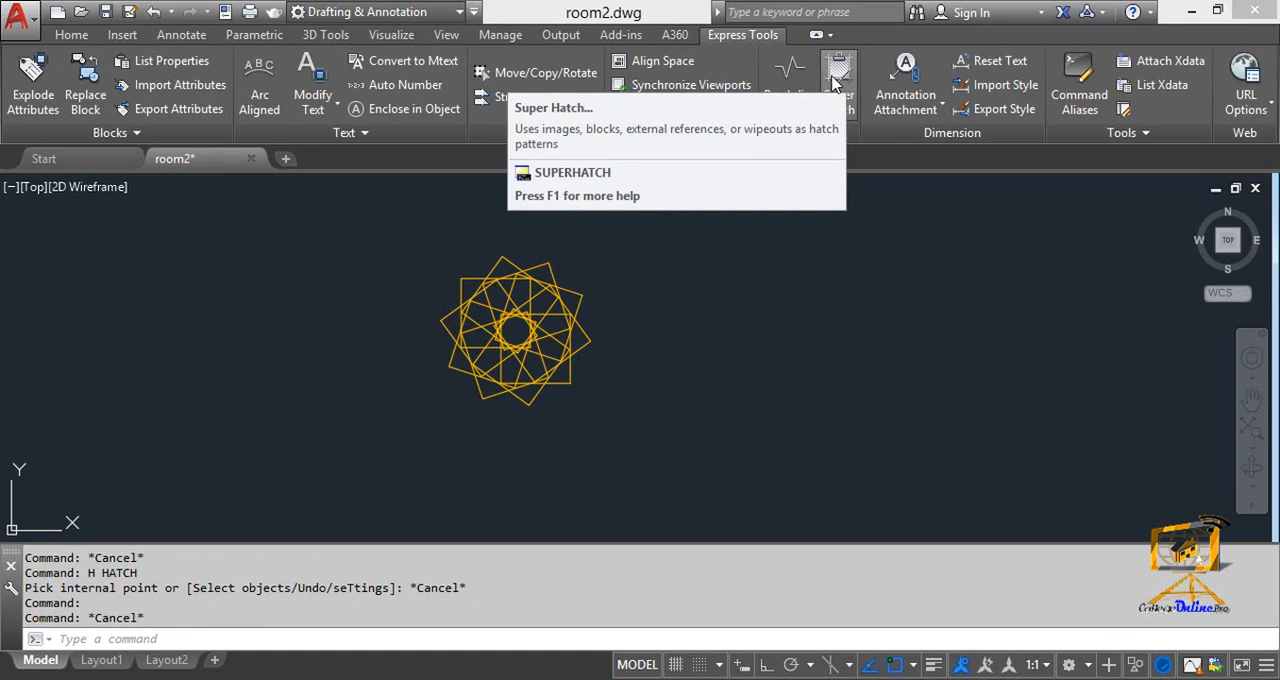 Drafting & Annotation
room2.dwg
Type a keyword or phrase
Sign In
Home Insert Annotate Parametric 3D Tools Visualize View Manage Output Add-ins A360 Express Tools
Explode Attributes
Replace Block
List Properties
Import Attributes
Export Attributes
Blocks
Arc Aligned
Modify Text
Convert to Mtext
Auto Number
Enclose in Object
Text
Move/Copy/Rotate
Align Space
Synchronize Viewports
Annotation Attachment
Reset Text
Import Style
Export Style
Dimension
Command Aliases
Attach Xdata
List Xdata
Tools
URL Options
Web
Super Hatch...
Uses images, blocks, external references, or wipeouts as hatch
patterns
SUPERHATCH
Press F1 for more help
Start room2*
[−][Top][2D Wireframe]
N
W TOP E
S
WCS
Y
X
Command: *Cancel*
Command: H HATCH
Pick internal point or [Select objects/Undo/seTtings]: *Cancel*
Command:
Command: *Cancel*
Type a command
College Online Pro
Model Layout1 Layout2
MODEL 1:1